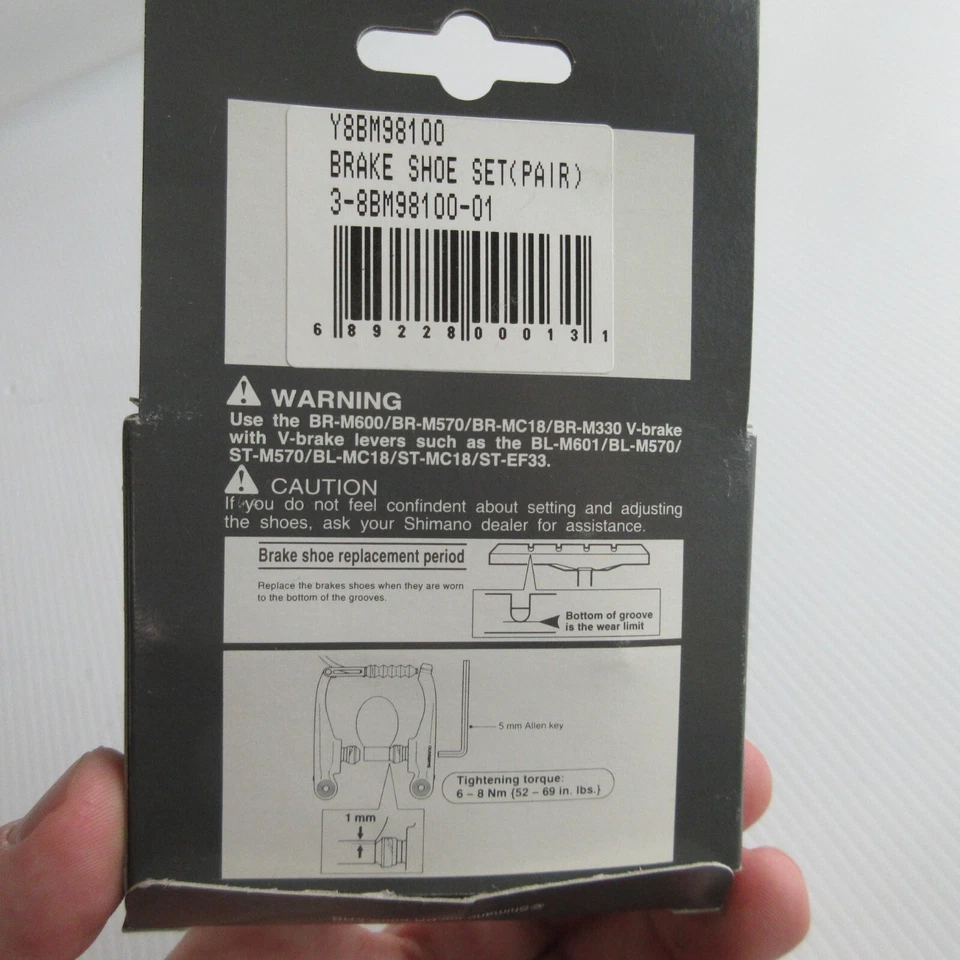 Y8BM98100
BRAKE SHOE SET(PAIR)
3-8BM98100-01
6 89228 00013 1
WARNING
Use the BR-M600/BR-M570/BR-MC18/BR-M330 V-brake
with V-brake levers such as the BL-M601/BL-M570/
ST-M570/BL-MC18/ST-MC18/ST-EF33.
CAUTION
If you do not feel confindent about setting and adjusting
the shoes, ask your Shimano dealer for assistance.
Brake shoe replacement period
Replace the brakes shoes when they are worn
to the bottom of the grooves.
Bottom of groove
is the wear limit
5 mm Allen key
Tightening torque:
6 – 8 Nm {52 – 69 in. lbs.}
1 mm